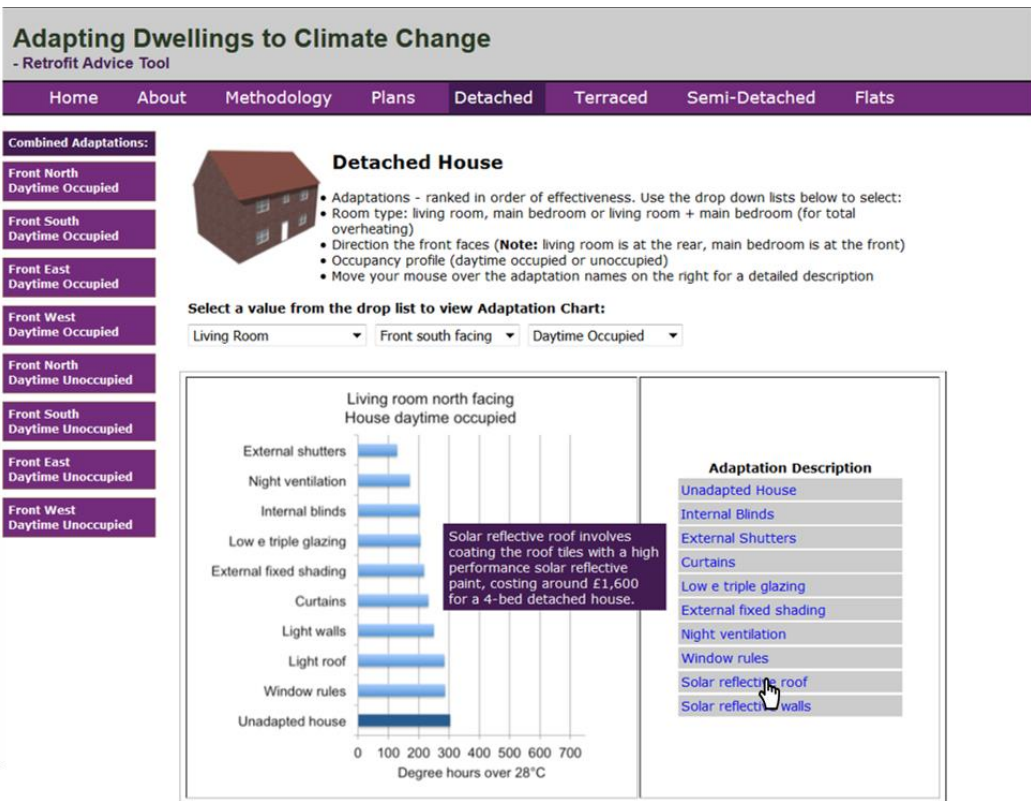 Adapting Dwellings to Climate Change
- Retrofit Advice Tool
Home About Methodology Plans Detached Terraced Semi-Detached Flats
Combined Adaptations:
Front North
Daytime Occupied
Front South
Daytime Occupied
Front East
Daytime Occupied
Front West
Daytime Occupied
Front North
Daytime Unoccupied
Front South
Daytime Unoccupied
Front East
Daytime Unoccupied
Front West
Daytime Unoccupied
Detached House
• Adaptations - ranked in order of effectiveness. Use the drop down lists below to select:
• Room type: living room, main bedroom or living room + main bedroom (for total
overheating)
• Direction the front faces (Note: living room is at the rear, main bedroom is at the front)
• Occupancy profile (daytime occupied or unoccupied)
• Move your mouse over the adaptation names on the right for a detailed description
Select a value from the drop list to view Adaptation Chart:
Living Room Front south facing Daytime Occupied
Living room north facing
House daytime occupied
External shutters
Night ventilation
Internal blinds
Low e triple glazing
External fixed shading
Curtains
Light walls
Light roof
Window rules
Unadapted house
0 100 200 300 400 500 600 700
Degree hours over 28°C
Solar reflective roof involves
coating the roof tiles with a high
performance solar reflective
paint, costing around £1,600
for a 4-bed detached house.
Adaptation Description
Unadapted House
Internal Blinds
External Shutters
Curtains
Low e triple glazing
External fixed shading
Night ventilation
Window rules
Solar reflective roof
Solar reflective walls